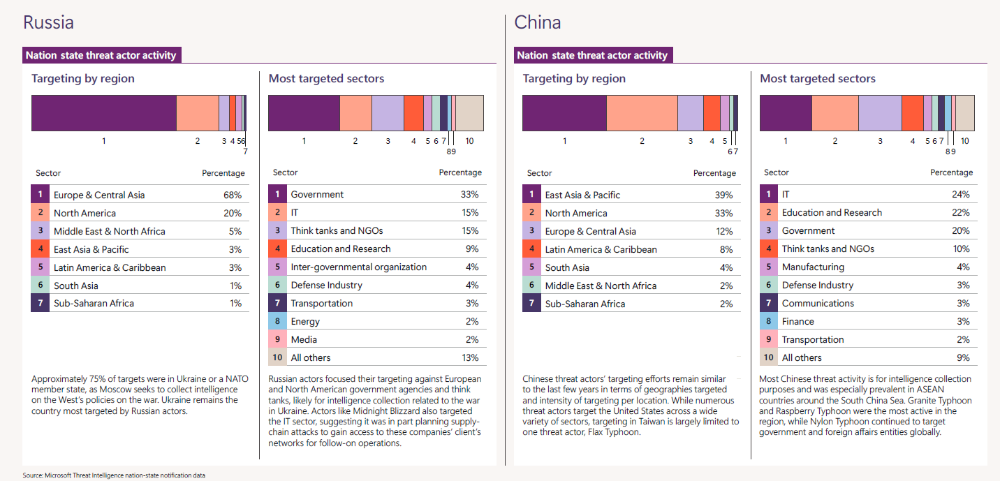 Russia
Nation state threat actor activity
Targeting by region
1 2 3 4 5 6
7
Sector Percentage
1 Europe & Central Asia 68%
2 North America 20%
3 Middle East & North Africa 5%
4 East Asia & Pacific 3%
5 Latin America & Caribbean 3%
6 South Asia 1%
7 Sub-Saharan Africa 1%
Approximately 75% of targets were in Ukraine or a NATO
member state, as Moscow seeks to collect intelligence
on the West's policies on the war. Ukraine remains the
country most targeted by Russian actors.
Most targeted sectors
1 2 3 4 5 6 7 10
8 9
Sector Percentage
1 Government 33%
2 IT 15%
3 Think tanks and NGOs 15%
4 Education and Research 9%
5 Inter-governmental organization 4%
6 Defense Industry 4%
7 Transportation 3%
8 Energy 2%
9 Media 2%
10 All others 13%
Russian actors focused their targeting against European
and North American government agencies and think
tanks, likely for intelligence collection related to the war
in Ukraine. Actors like Midnight Blizzard also targeted
the IT sector, suggesting it was in part planning supply-
chain attacks to gain access to these companies' client's
networks for follow-on operations.
China
Nation state threat actor activity
Targeting by region
1 2 3 4 5
6 7
Sector Percentage
1 East Asia & Pacific 39%
2 North America 33%
3 Europe & Central Asia 12%
4 Latin America & Caribbean 8%
5 South Asia 4%
6 Middle East & North Africa 2%
7 Sub-Saharan Africa 2%
Chinese threat actors' targeting efforts remain similar
to the last few years in terms of geographies targeted
and intensity of targeting per location. While numerous
threat actors target the United States across a wide
variety of sectors, targeting in Taiwan is largely limited to
one threat actor, Flax Typhoon.
Most targeted sectors
1 2 3 4 5 6 7 10
8 9
Sector Percentage
1 IT 24%
2 Education and Research 22%
3 Government 20%
4 Think tanks and NGOs 10%
5 Manufacturing 4%
6 Defense Industry 3%
7 Communications 3%
8 Finance 3%
9 Transportation 2%
10 All others 9%
Most Chinese threat activity is for intelligence collection
purposes and was especially prevalent in ASEAN
countries around the South China Sea. Granite Typhoon
and Raspberry Typhoon were the most active in the
region, while Nylon Typhoon continued to target
government and foreign affairs entities globally.
Source: Microsoft Threat Intelligence nation-state notification data